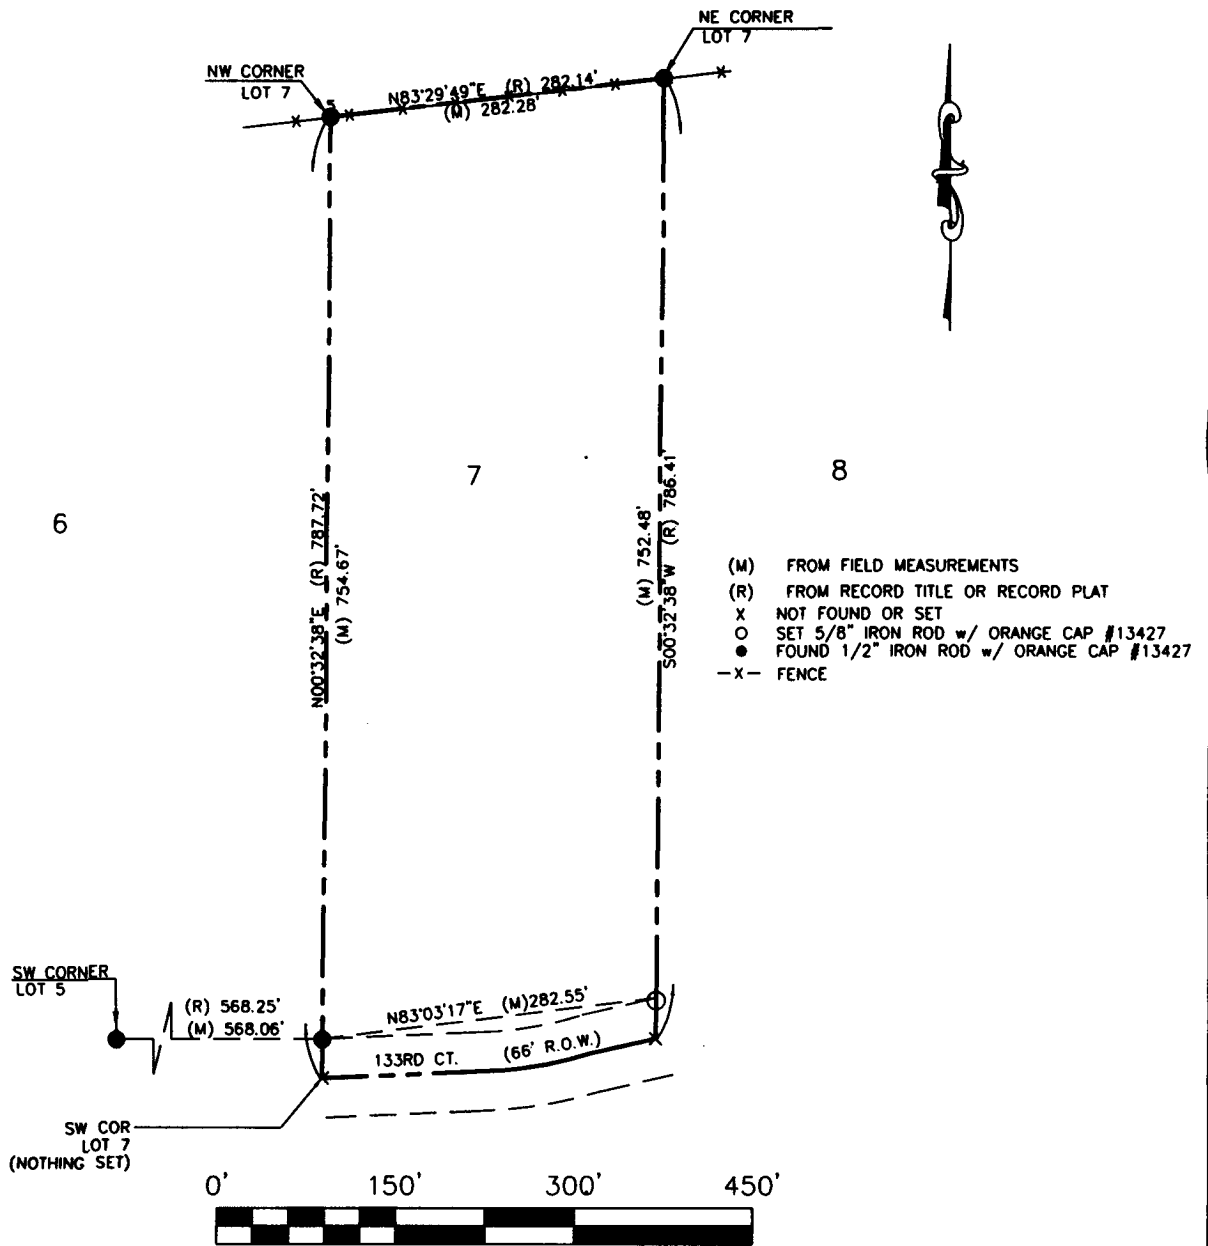 NE CORNER
LOT 7
NW CORNER
LOT 7
5
N83°29'49"E (R) 282.14'
(M) 282.28'
6
7
8
N00°32'38"E (R) 787.72'
(M) 754.67'
(M) 752.48'
S00°32'38"W (R) 786.41'
(M) FROM FIELD MEASUREMENTS
(R) FROM RECORD TITLE OR RECORD PLAT
X NOT FOUND OR SET
O SET 5/8" IRON ROD w/ ORANGE CAP #13427
● FOUND 1/2" IRON ROD w/ ORANGE CAP #13427
—X— FENCE
SW CORNER
LOT 5
(R) 568.25'
(M) 568.06'
N83°03'17"E (M)282.55'
133RD CT. (66' R.O.W.)
SW COR
LOT 7
(NOTHING SET)
0' 150' 300' 450'